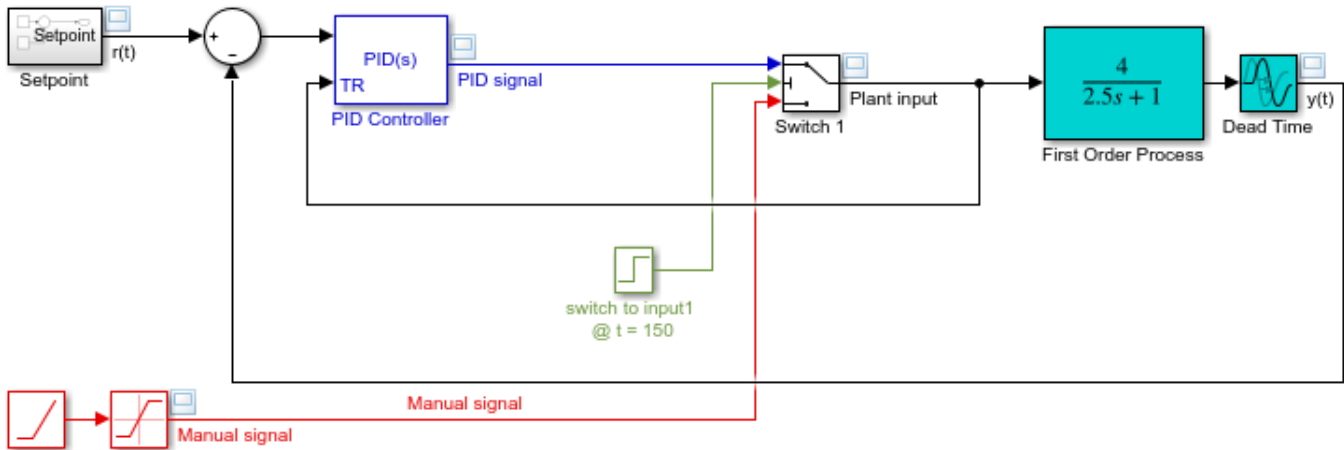 Setpoint
r(t)
Setpoint
+
−
PID(s)
TR
PID Controller
PID signal
Switch 1
Plant input
4
2.5s + 1
First Order Process
Dead Time
y(t)
switch to input1
@ t = 150
Manual signal
Manual signal